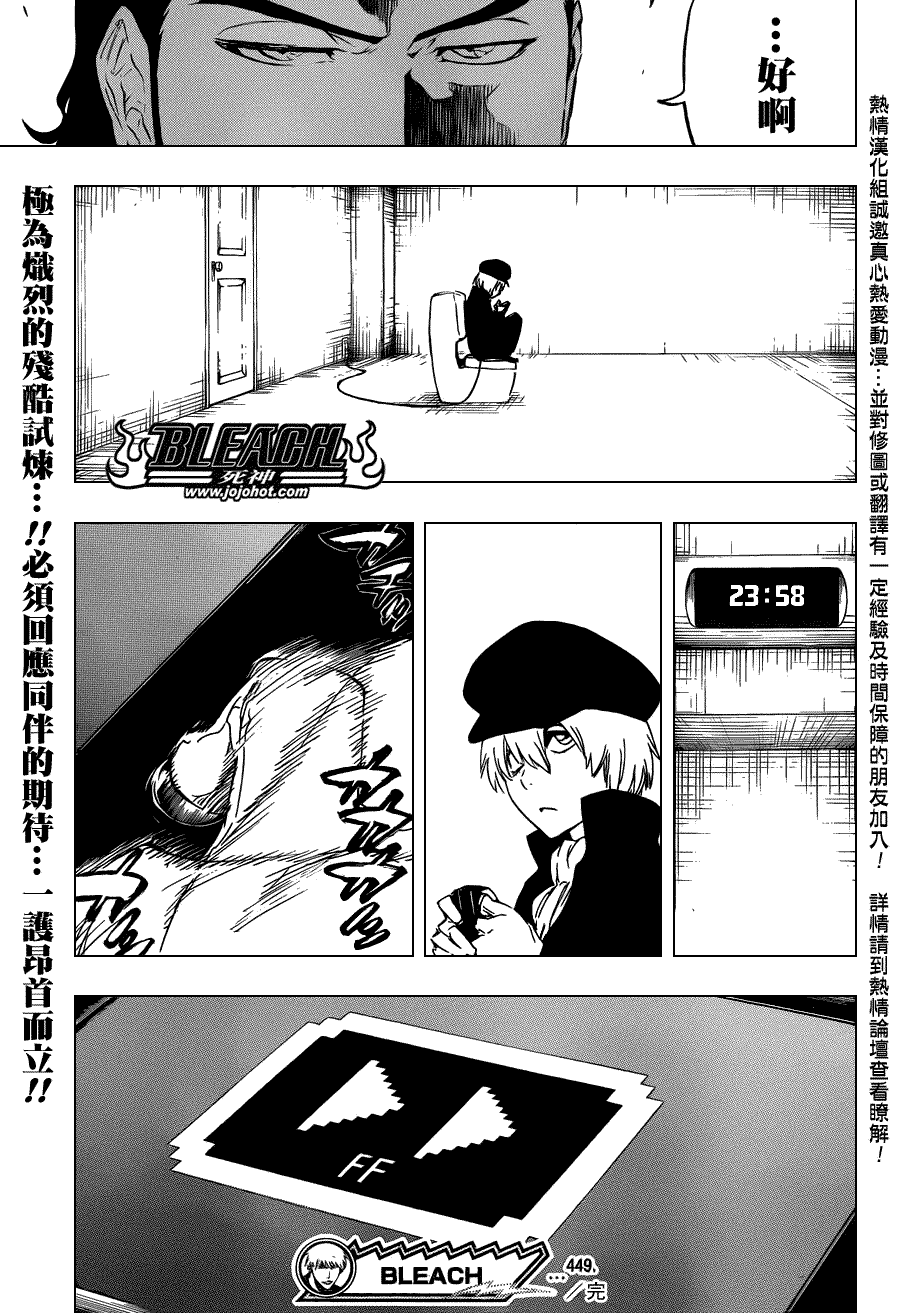 …好啊
熱情漢化組誠邀真心熱愛動漫…並對修圖或翻譯有一定經驗及時間保障的朋友加入！ 詳情請到熱情論壇查看瞭解！
BLEACH
死神
www.jojohot.com
23:58
極為熾烈的殘酷試煉…!!必須回應同伴的期待…一護昂首而立!!
FF
BLEACH
…449.
／完